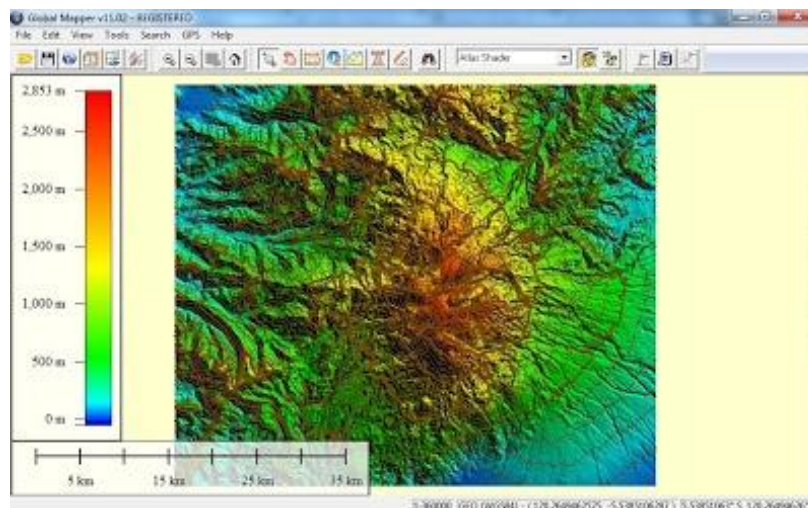 Global Mapper v11.02 - REGISTERED
File Edit View Tools Search GPS Help
Atlas Shader
2,853 m
2,500 m
2,000 m
1,500 m
1,000 m
500 m
0 m
5 km 15 km 25 km 35 km